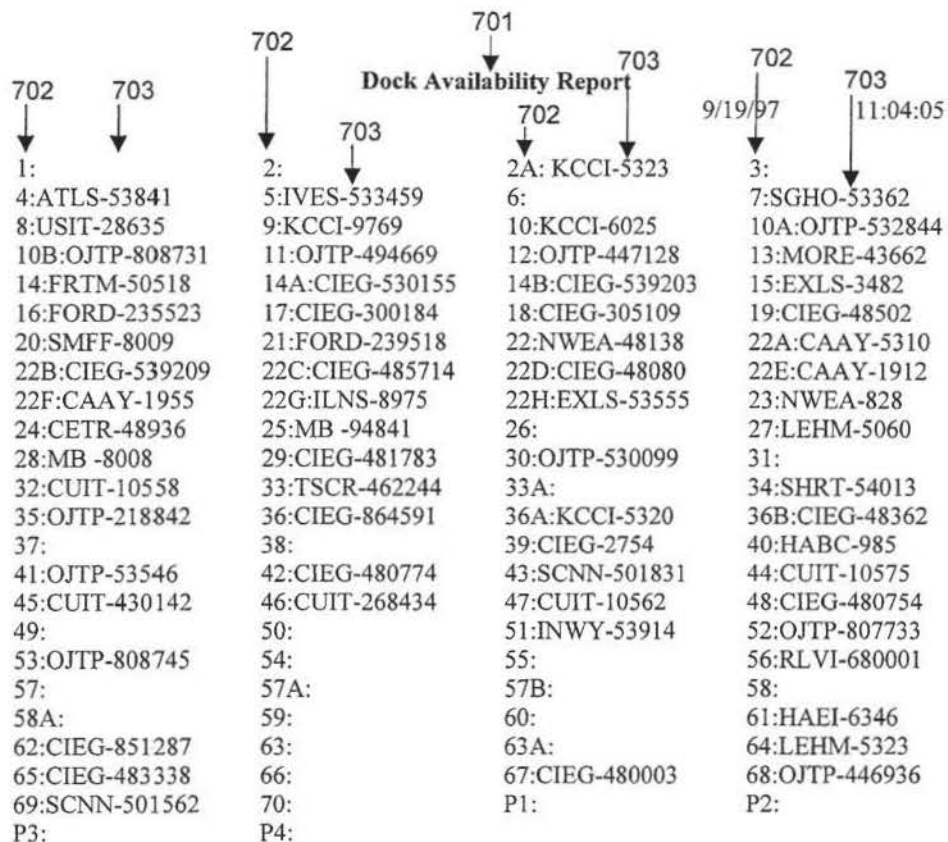 701
702 703 702
Dock Availability Report
702 703 703
9/19/97 11:04:05
703 702
1: 2: 2A: KCCI-5323 3:
4:ATLS-53841 5:IVES-533459 6: 7:SGHO-53362
8:USIT-28635 9:KCCI-9769 10:KCCI-6025 10A:OJTP-532844
10B:OJTP-808731 11:OJTP-494669 12:OJTP-447128 13:MORE-43662
14:FRTM-50518 14A:CIEG-530155 14B:CIEG-539203 15:EXLS-3482
16:FORD-235523 17:CIEG-300184 18:CIEG-305109 19:CIEG-48502
20:SMFF-8009 21:FORD-239518 22:NWEA-48138 22A:CAAY-5310
22B:CIEG-539209 22C:CIEG-485714 22D:CIEG-48080 22E:CAAY-1912
22F:CAAY-1955 22G:ILNS-8975 22H:EXLS-53555 23:NWEA-828
24:CETR-48936 25:MB -94841 26: 27:LEHM-5060
28:MB -8008 29:CIEG-481783 30:OJTP-530099 31:
32:CUIT-10558 33:TSCR-462244 33A: 34:SHRT-54013
35:OJTP-218842 36:CIEG-864591 36A:KCCI-5320 36B:CIEG-48362
37: 38: 39:CIEG-2754 40:HABC-985
41:OJTP-53546 42:CIEG-480774 43:SCNN-501831 44:CUIT-10575
45:CUIT-430142 46:CUIT-268434 47:CUIT-10562 48:CIEG-480754
49: 50: 51:INWY-53914 52:OJTP-807733
53:OJTP-808745 54: 55: 56:RLVI-680001
57: 57A: 57B: 58:
58A: 59: 60: 61:HAEI-6346
62:CIEG-851287 63: 63A: 64:LEHM-5323
65:CIEG-483338 66: 67:CIEG-480003 68:OJTP-446936
69:SCNN-501562 70: P1: P2:
P3: P4: